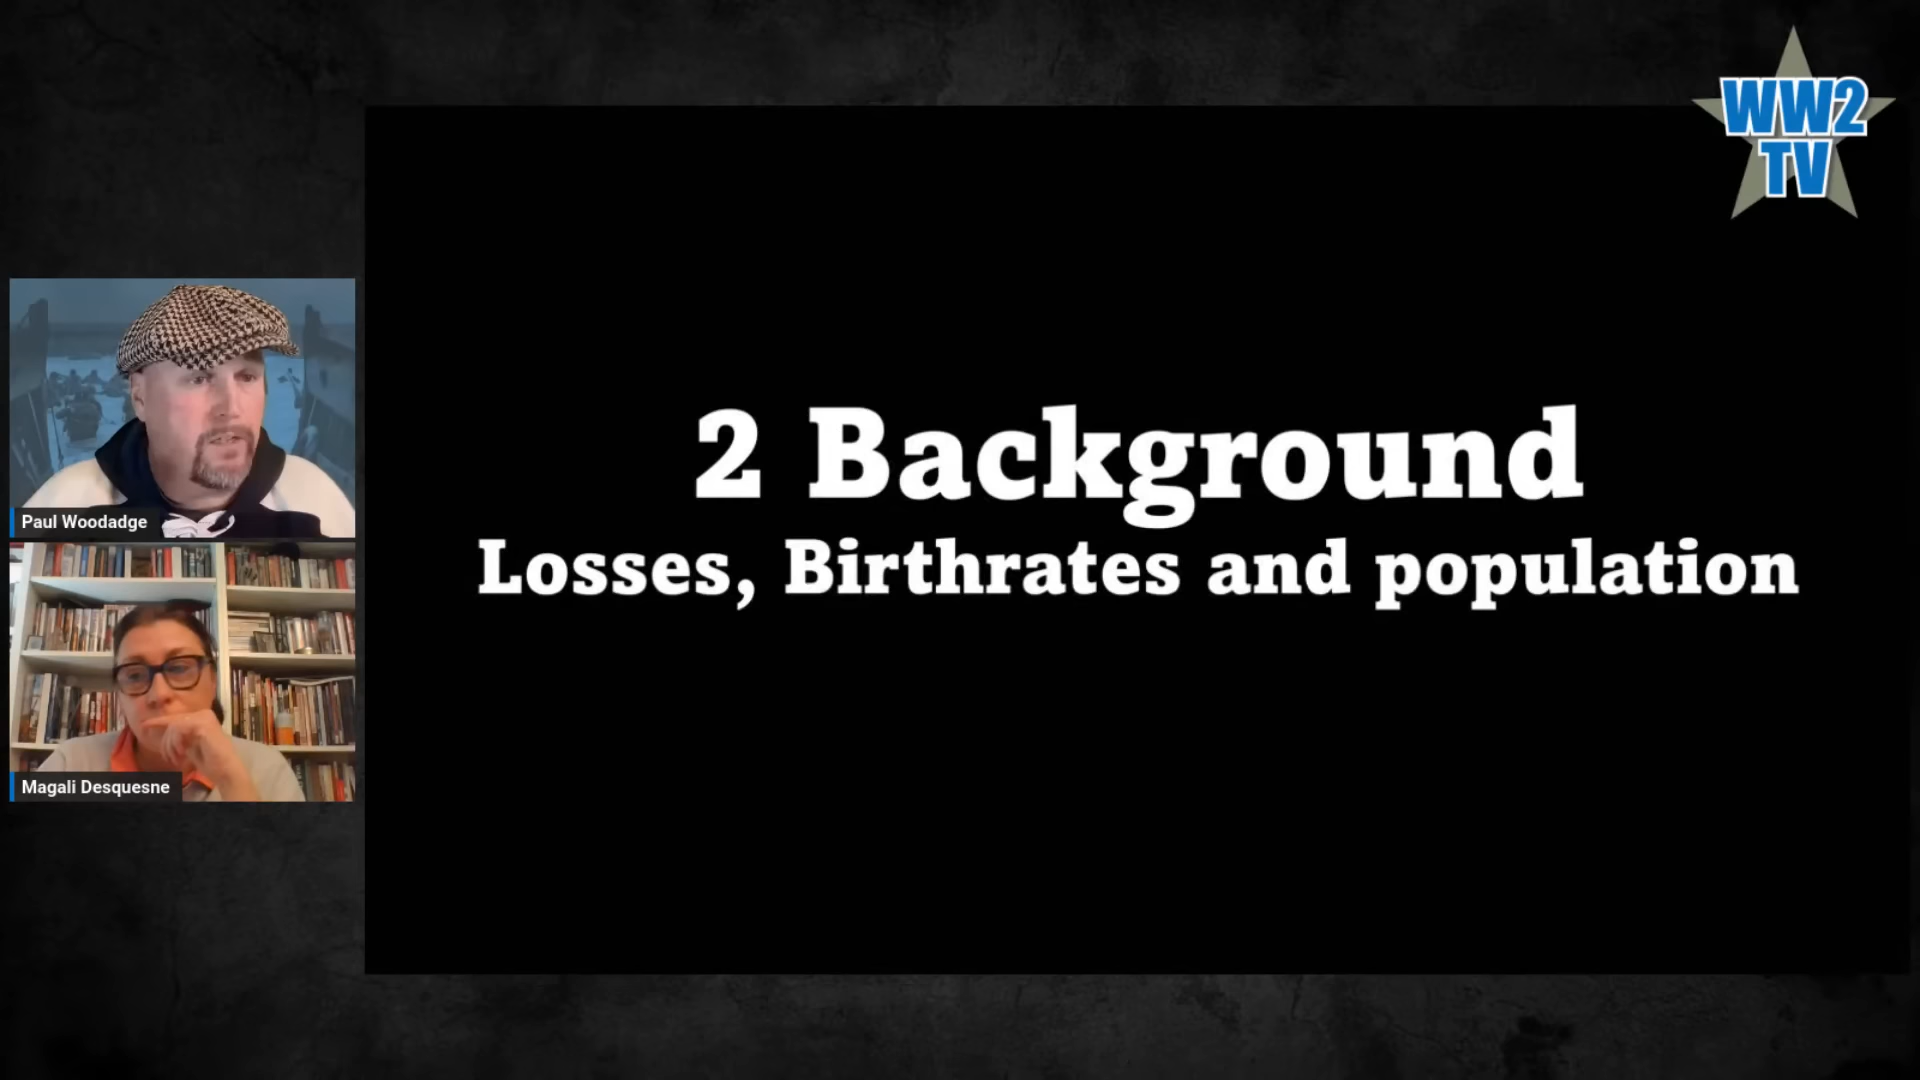 WW2
TV
2 Background
Losses, Birthrates and population
Paul Woodadge
Magali Desquesne